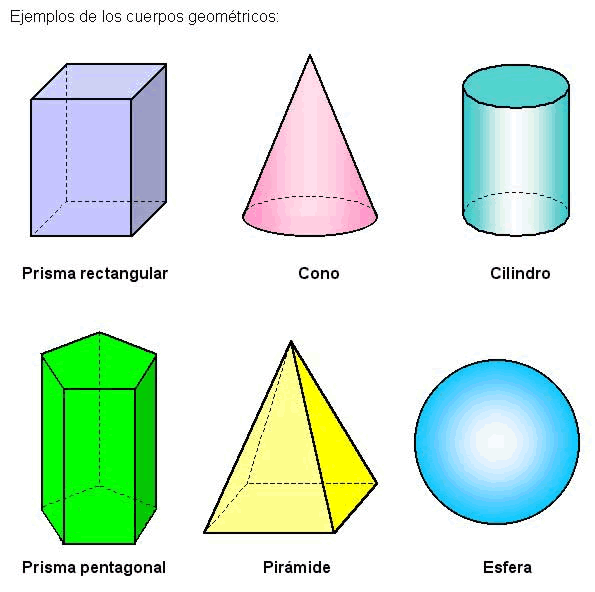 Ejemplos de los cuerpos geométricos:
Prisma rectangular
Cono
Cilindro
Prisma pentagonal
Pirámide
Esfera